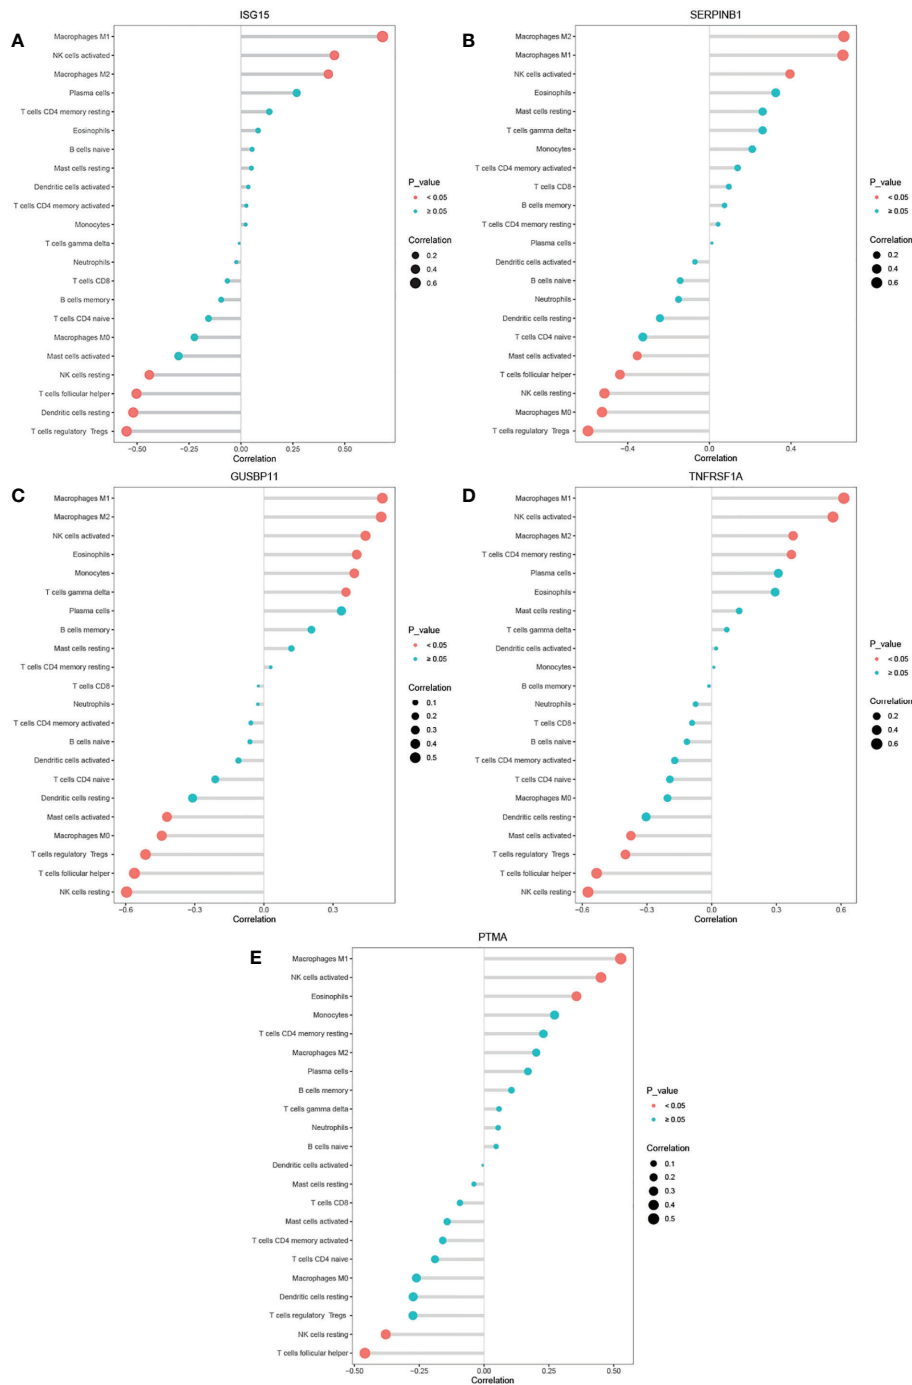 A
ISG15
Macrophages M1
NK cells activated
Macrophages M2
Plasma cells
T cells CD4 memory resting
Eosinophils
B cells naive
Mast cells resting
Dendritic cells activated
T cells CD4 memory activated
Monocytes
T cells gamma delta
Neutrophils
T cells CD8
B cells memory
T cells CD4 naive
Macrophages M0
Mast cells activated
NK cells resting
T cells follicular helper
Dendritic cells resting
T cells regulatory Tregs
−0.50 −0.25 0.00 0.25 0.50
Correlation
P_value
< 0.05
≥ 0.05
Correlation
0.2
0.4
0.6
B
SERPINB1
Macrophages M2
Macrophages M1
NK cells activated
Eosinophils
Mast cells resting
T cells gamma delta
Monocytes
T cells CD4 memory activated
T cells CD8
B cells memory
T cells CD4 memory resting
Plasma cells
Dendritic cells activated
B cells naive
Neutrophils
Dendritic cells resting
T cells CD4 naive
Mast cells activated
T cells follicular helper
NK cells resting
Macrophages M0
T cells regulatory Tregs
−0.4 0.0 0.4
Correlation
P_value
< 0.05
≥ 0.05
Correlation
0.2
0.4
0.6
C
GUSBP11
Macrophages M1
Macrophages M2
NK cells activated
Eosinophils
Monocytes
T cells gamma delta
Plasma cells
B cells memory
Mast cells resting
T cells CD4 memory resting
T cells CD8
Neutrophils
T cells CD4 memory activated
B cells naive
Dendritic cells activated
T cells CD4 naive
Dendritic cells resting
Mast cells activated
Macrophages M0
T cells regulatory Tregs
T cells follicular helper
NK cells resting
−0.6 −0.3 0.0 0.3
Correlation
P_value
< 0.05
≥ 0.05
Correlation
0.1
0.2
0.3
0.4
0.5
D
TNFRSF1A
Macrophages M1
NK cells activated
Macrophages M2
T cells CD4 memory resting
Plasma cells
Eosinophils
Mast cells resting
T cells gamma delta
Dendritic cells activated
Monocytes
B cells memory
Neutrophils
T cells CD8
B cells naive
T cells CD4 memory activated
T cells CD4 naive
Macrophages M0
Dendritic cells resting
Mast cells activated
T cells regulatory Tregs
T cells follicular helper
NK cells resting
−0.6 −0.3 0.0 0.3 0.6
Correlation
P_value
< 0.05
≥ 0.05
Correlation
0.2
0.4
0.6
E
PTMA
Macrophages M1
NK cells activated
Eosinophils
Monocytes
T cells CD4 memory resting
Macrophages M2
Plasma cells
B cells memory
T cells gamma delta
Neutrophils
B cells naive
Dendritic cells activated
Mast cells resting
T cells CD8
Mast cells activated
T cells CD4 memory activated
T cells CD4 naive
Macrophages M0
Dendritic cells resting
T cells regulatory Tregs
NK cells resting
T cells follicular helper
−0.50 −0.25 0.00 0.25 0.50
Correlation
P_value
< 0.05
≥ 0.05
Correlation
0.1
0.2
0.3
0.4
0.5